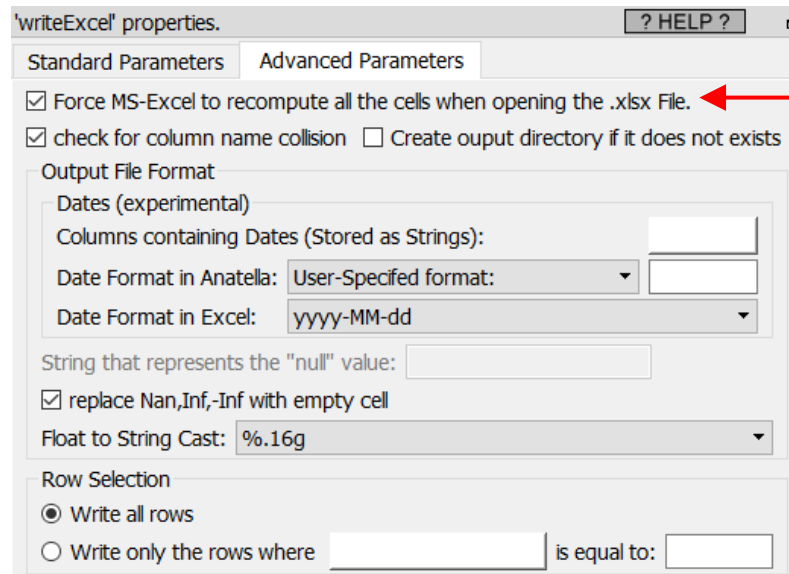 'writeExcel' properties.
? HELP ?
Standard Parameters
Advanced Parameters
Force MS-Excel to recompute all the cells when opening the .xlsx File.
check for column name collision
Create ouput directory if it does not exists
Output File Format
Dates (experimental)
Columns containing Dates (Stored as Strings):
Date Format in Anatella: User-Specifed format:
Date Format in Excel: yyyy-MM-dd
String that represents the "null" value:
replace Nan,Inf,-Inf with empty cell
Float to String Cast: %.16g
Row Selection
Write all rows
Write only the rows where is equal to: